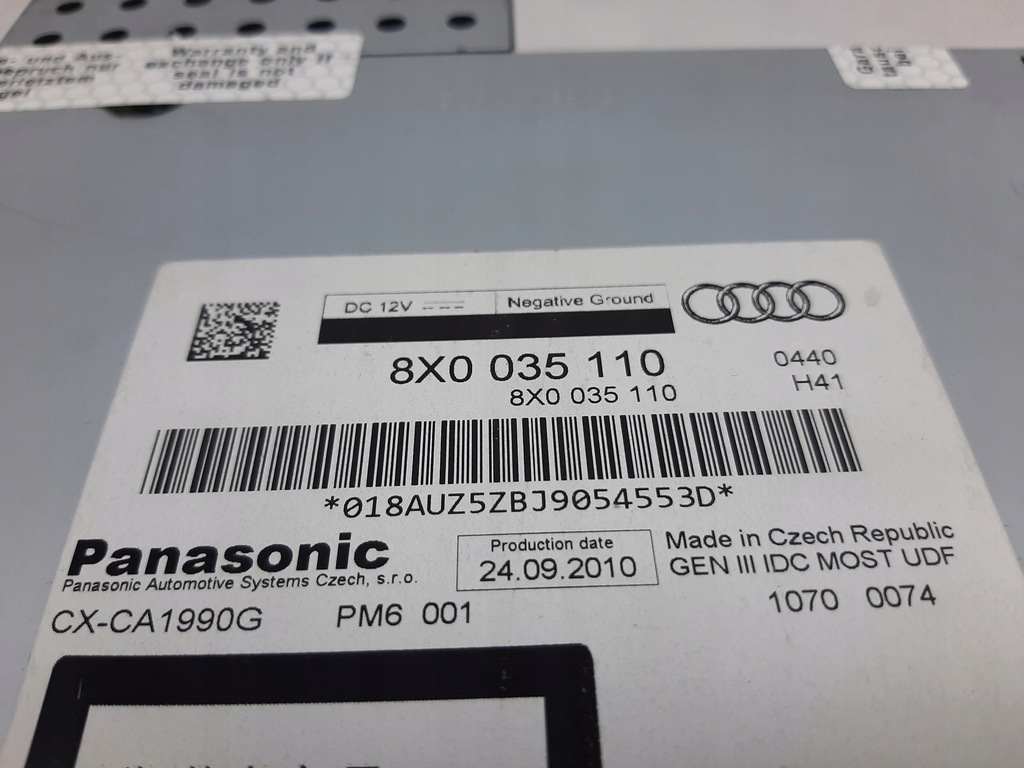 - und Aus-
Warranty and
exchange only if
seal is not
damaged
DC 12V
Negative Ground
8X0 035 110
0440
8X0 035 110
H41
*018AUZ5ZBJ9054553D*
Panasonic
Panasonic Automotive Systems Czech, s.r.o.
Production date
24.09.2010
Made in Czech Republic
GEN III IDC MOST UDF
CX-CA1990G
PM6 001
1070 0074